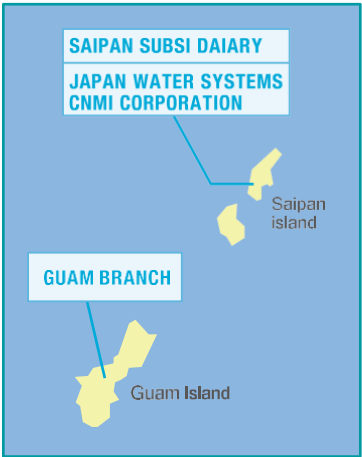 SAIPAN SUBSI DAIARY
JAPAN WATER SYSTEMS
CNMI CORPORATION
Saipan
island
GUAM BRANCH
Guam Island